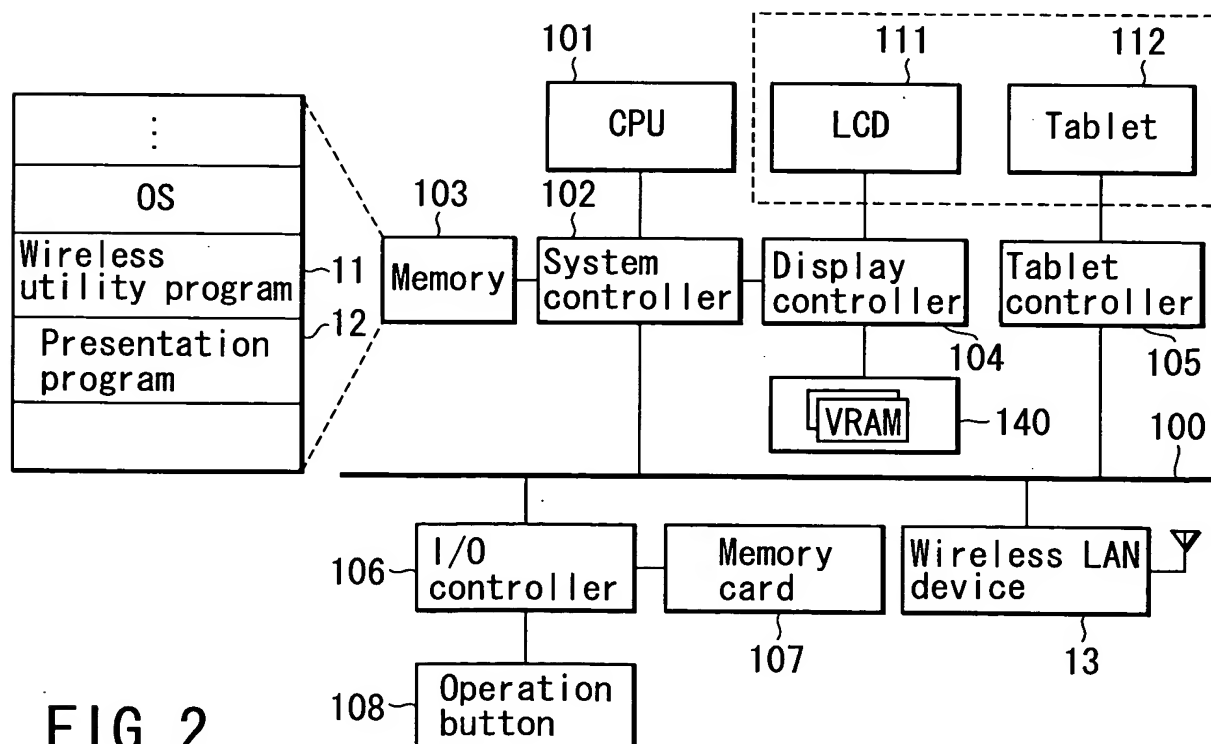 101
111
112
CPU
LCD
Tablet
⋮
OS
Wireless
utility program
11
12
Presentation
program
103
102
Memory
System
controller
Display
controller
104
Tablet
controller
105
VRAM
140
100
106
I/O
controller
Memory
card
107
Wireless LAN
device
13
108
Operation
button
FIG. 2